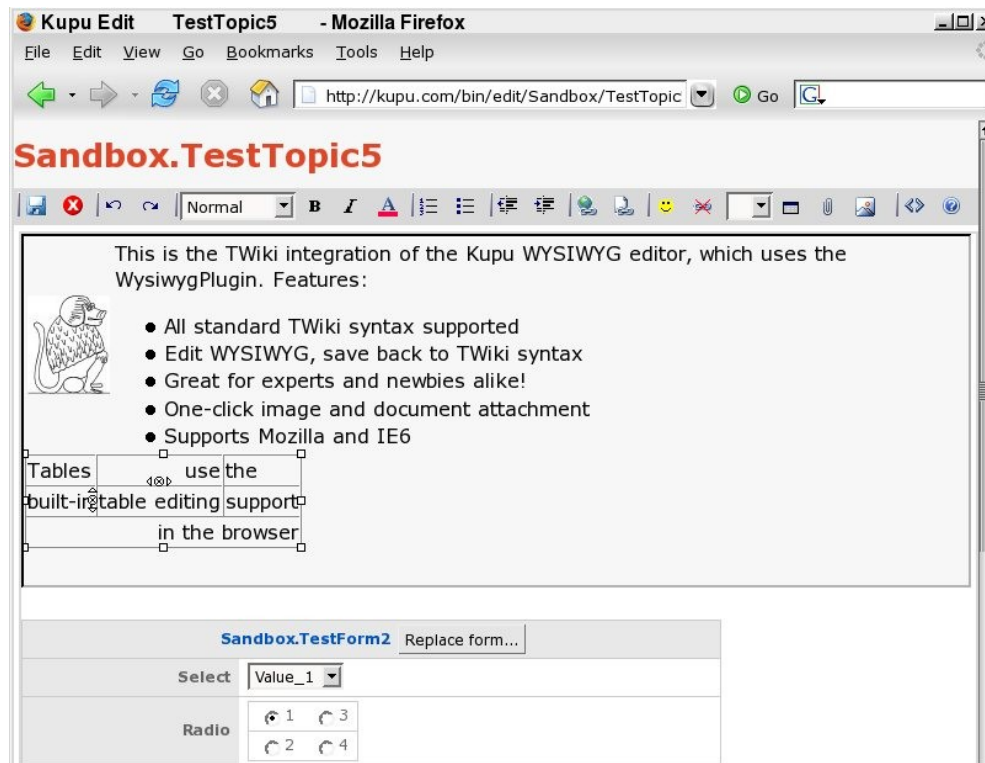 Kupu Edit TestTopic5 - Mozilla Firefox
File Edit View Go Bookmarks Tools Help
http://kupu.com/bin/edit/Sandbox/TestTopic Go G
Sandbox.TestTopic5
Normal B I A
This is the TWiki integration of the Kupu WYSIWYG editor, which uses the
WysiwygPlugin. Features:
All standard TWiki syntax supported
Edit WYSIWYG, save back to TWiki syntax
Great for experts and newbies alike!
One-click image and document attachment
Supports Mozilla and IE6
Tables use the
built-in table editing support
in the browser
Sandbox.TestForm2 Replace form...
Select Value_1
Radio
1 3
2 4